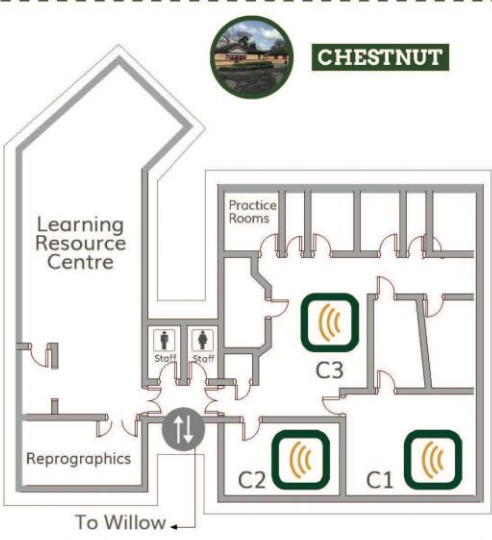 CHESTNUT
Practice
Rooms
Learning
Resource
Centre
Staff
Staff
C3
Reprographics
C2
C1
To Willow